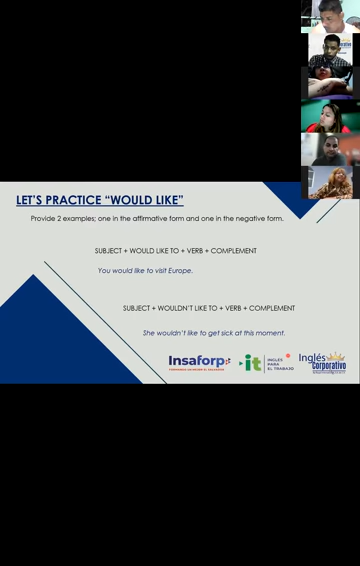 LET'S PRACTICE “WOULD LIKE”
Provide 2 examples; one in the affirmative form and one in the negative form.
SUBJECT + WOULD LIKE TO + VERB + COMPLEMENT
You would like to visit Europe.
SUBJECT + WOULDN'T LIKE TO + VERB + COMPLEMENT
She wouldn't like to get sick at this moment.
Insaforp
it
INGLÉS
PARA
EL TRABAJO
Inglés
Corporativo